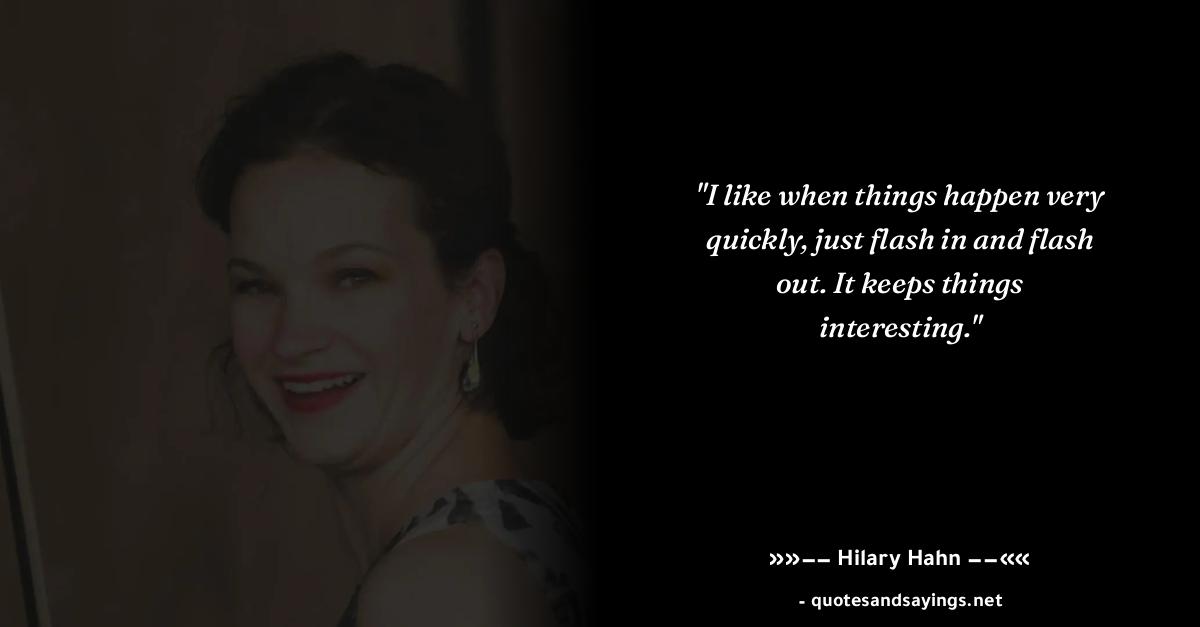 "I like when things happen very
quickly, just flash in and flash
out. It keeps things
interesting."
»»−− Hilary Hahn −−««
- quotesandsayings.net